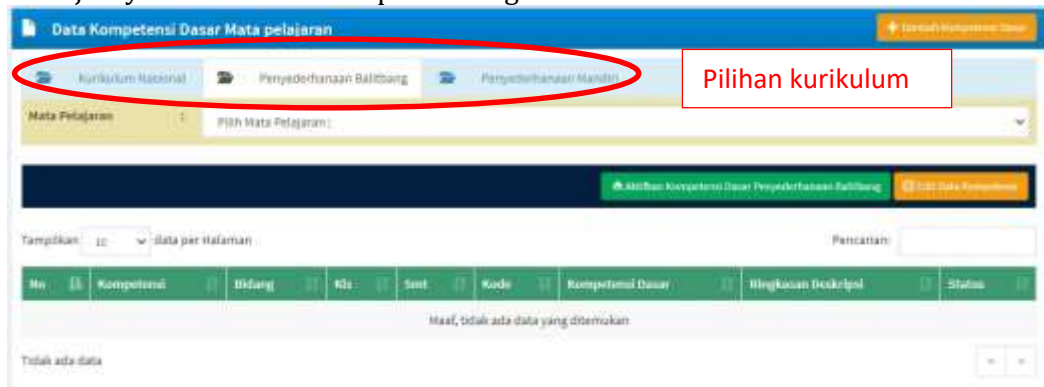 Data Kompetensi Dasar Mata pelajaran
Tambah Kompetensi Dasar
Kurikulum Nasional
Penyederhanaan Balitbang
Penyederhanaan Mandiri
Pilihan kurikulum
Mata Pelajaran :
Pilih Mata Pelajaran :
Aktifkan Kompetensi Dasar Penyederhanaan Balitbang
Edit Data Kompetensi
Tampilkan 10 data per Halaman
Pencarian:
No Kompetensi Bidang Kls Smt Kode Kompetensi Dasar Ringkasan Deskripsi Status
Maaf, tidak ada data yang ditemukan
Tidak ada data